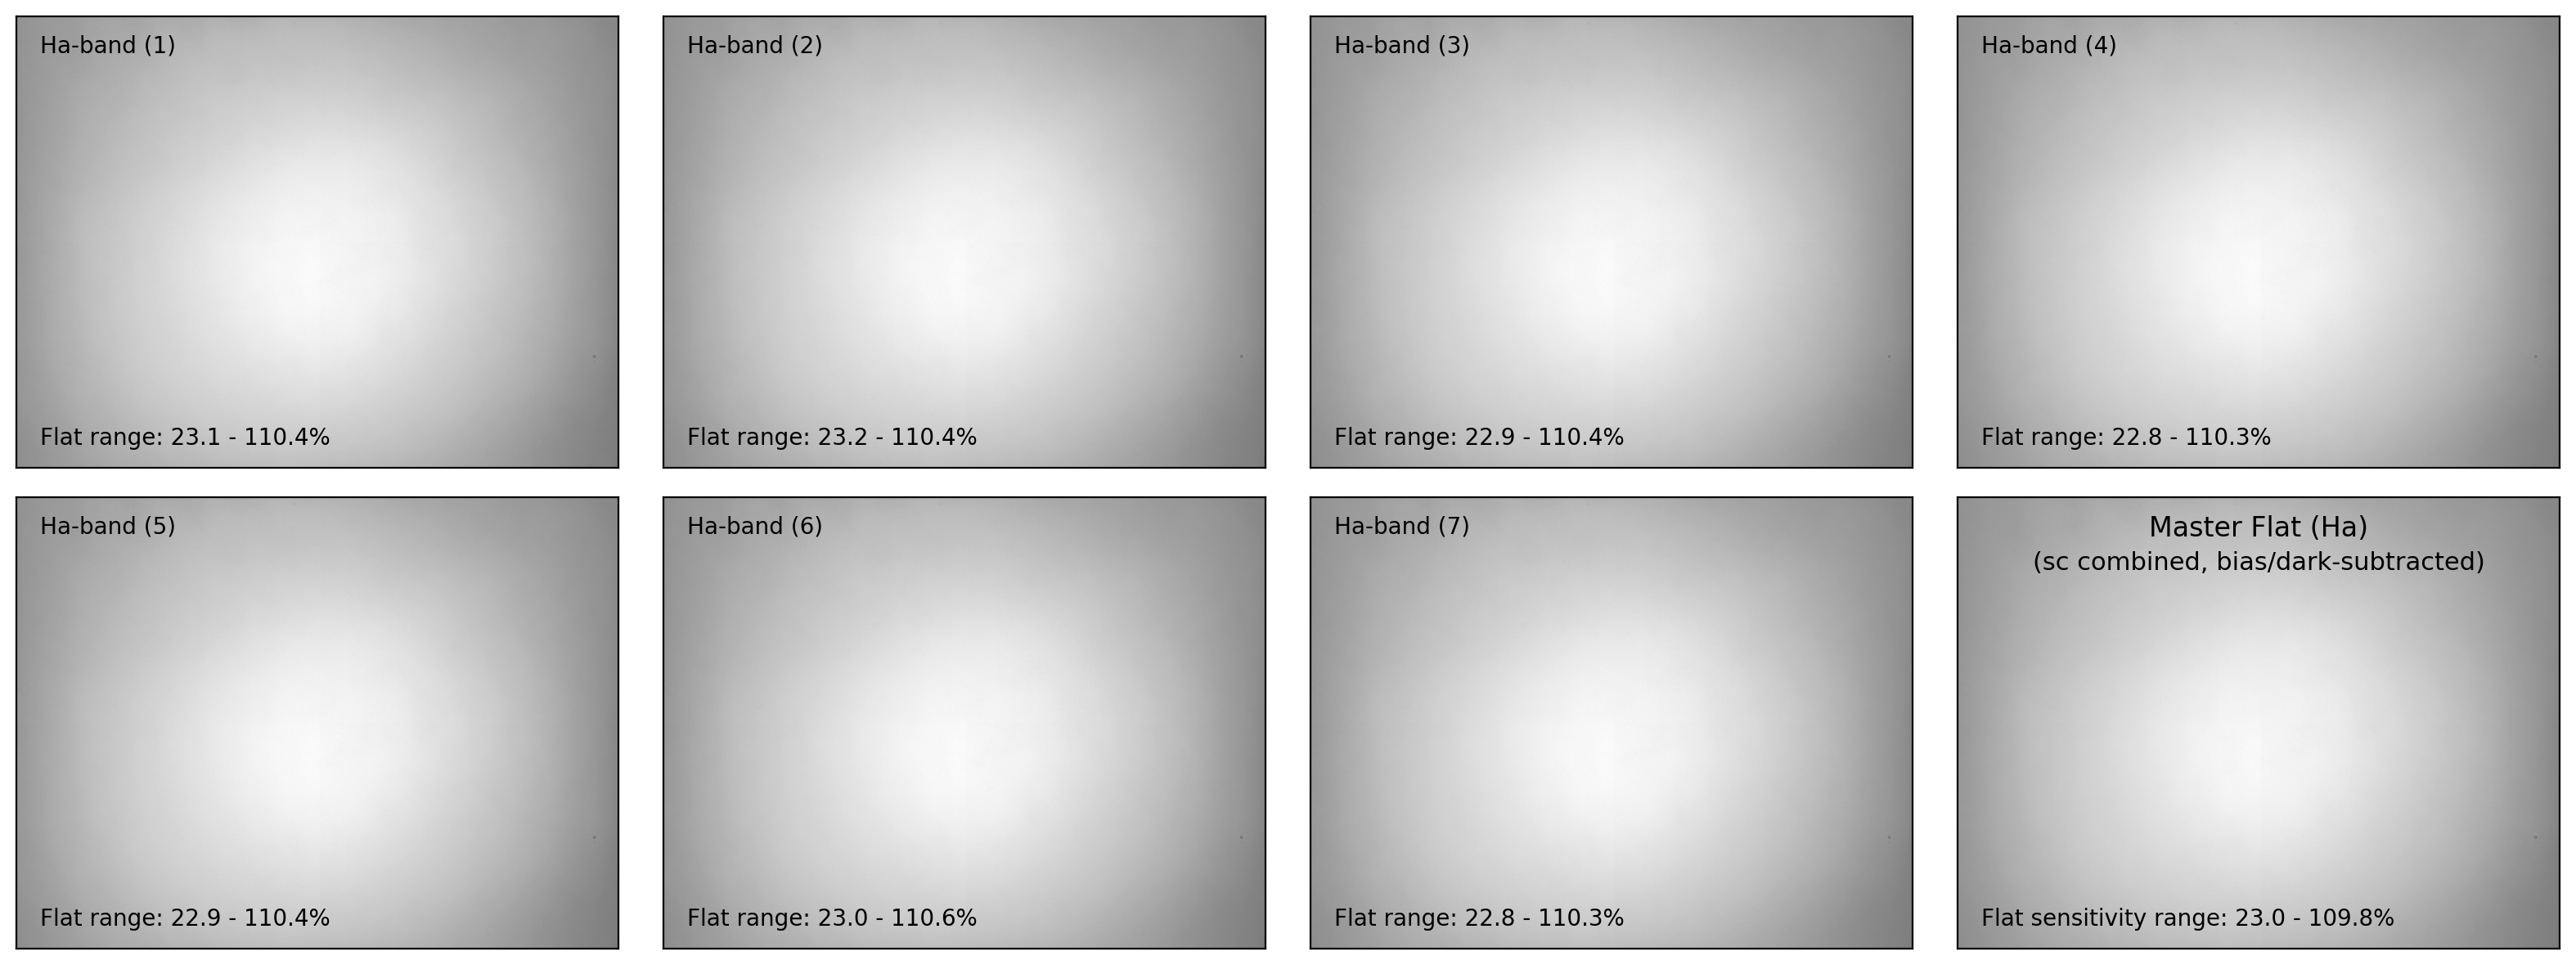 Ha-band (1)
Flat range: 23.1 - 110.4%
Ha-band (2)
Flat range: 23.2 - 110.4%
Ha-band (3)
Flat range: 22.9 - 110.4%
Ha-band (4)
Flat range: 22.8 - 110.3%
Ha-band (5)
Flat range: 22.9 - 110.4%
Ha-band (6)
Flat range: 23.0 - 110.6%
Ha-band (7)
Flat range: 22.8 - 110.3%
Master Flat (Ha)
(sc combined, bias/dark-subtracted)
Flat sensitivity range: 23.0 - 109.8%